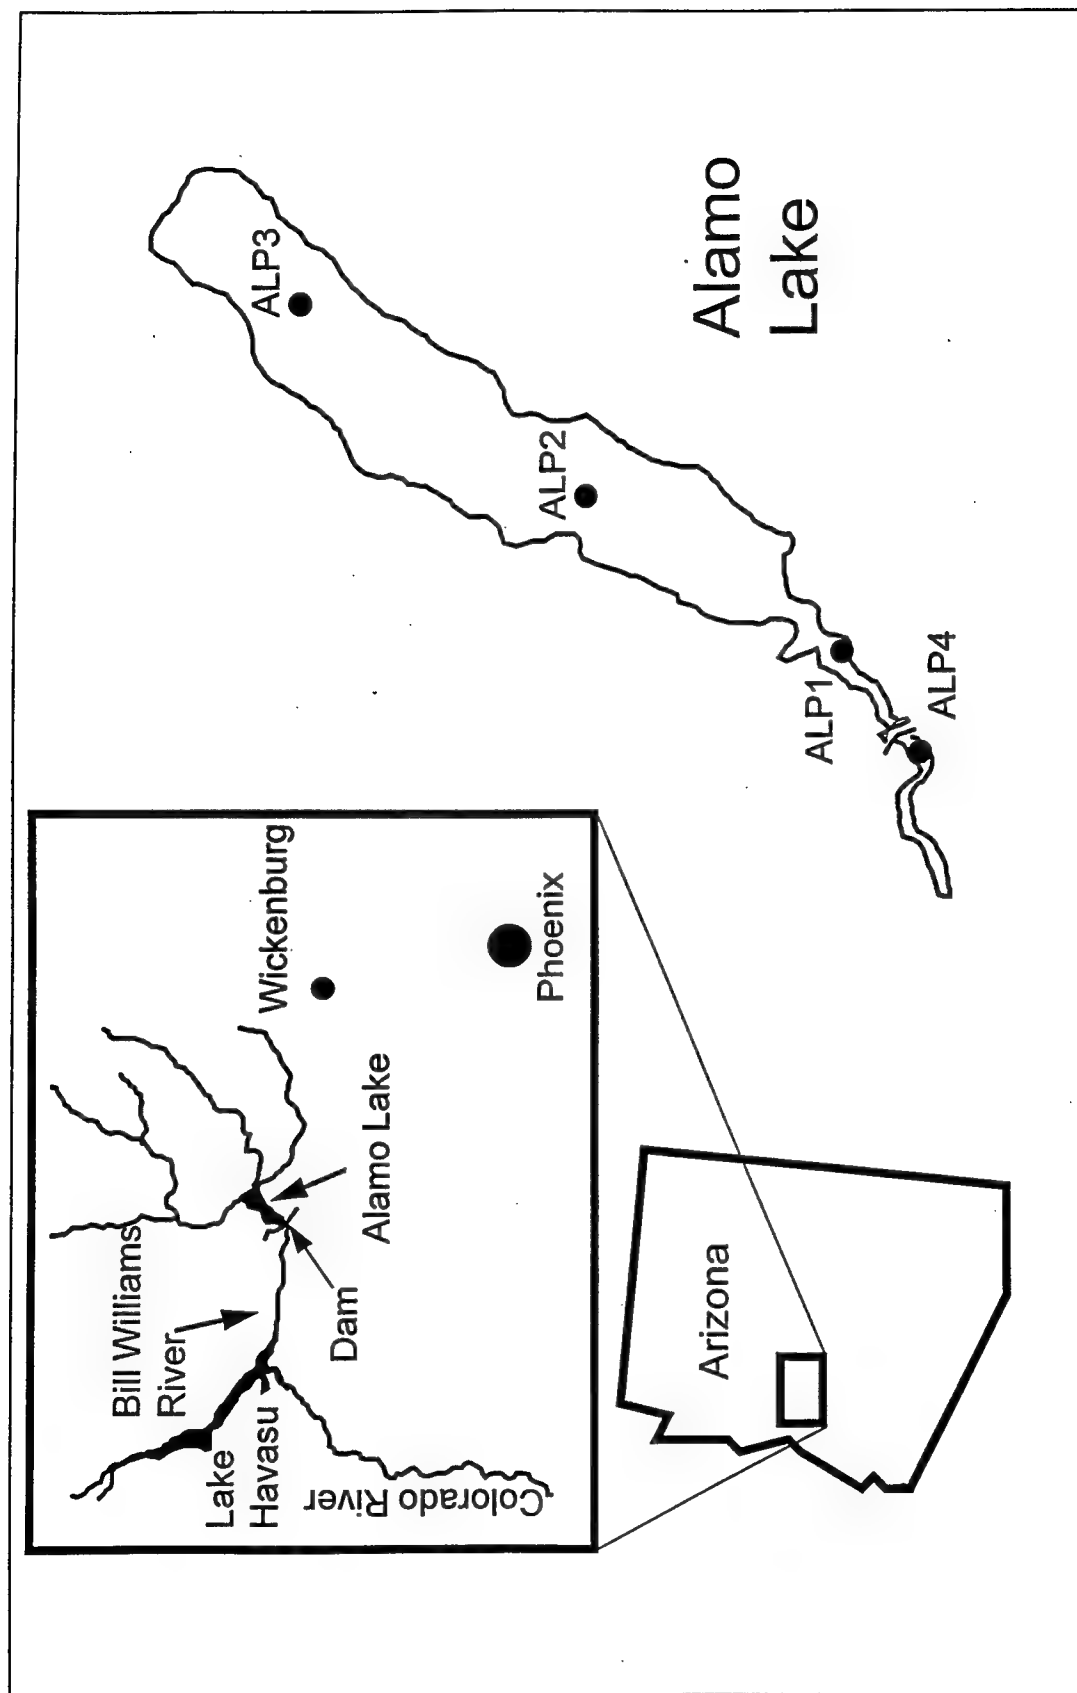 Bill Williams
River
Lake
Havasu
Colorado River
Dam
Alamo Lake
Wickenburg
Phoenix
Arizona
ALP3
ALP2
ALP1
ALP4
Alamo
Lake